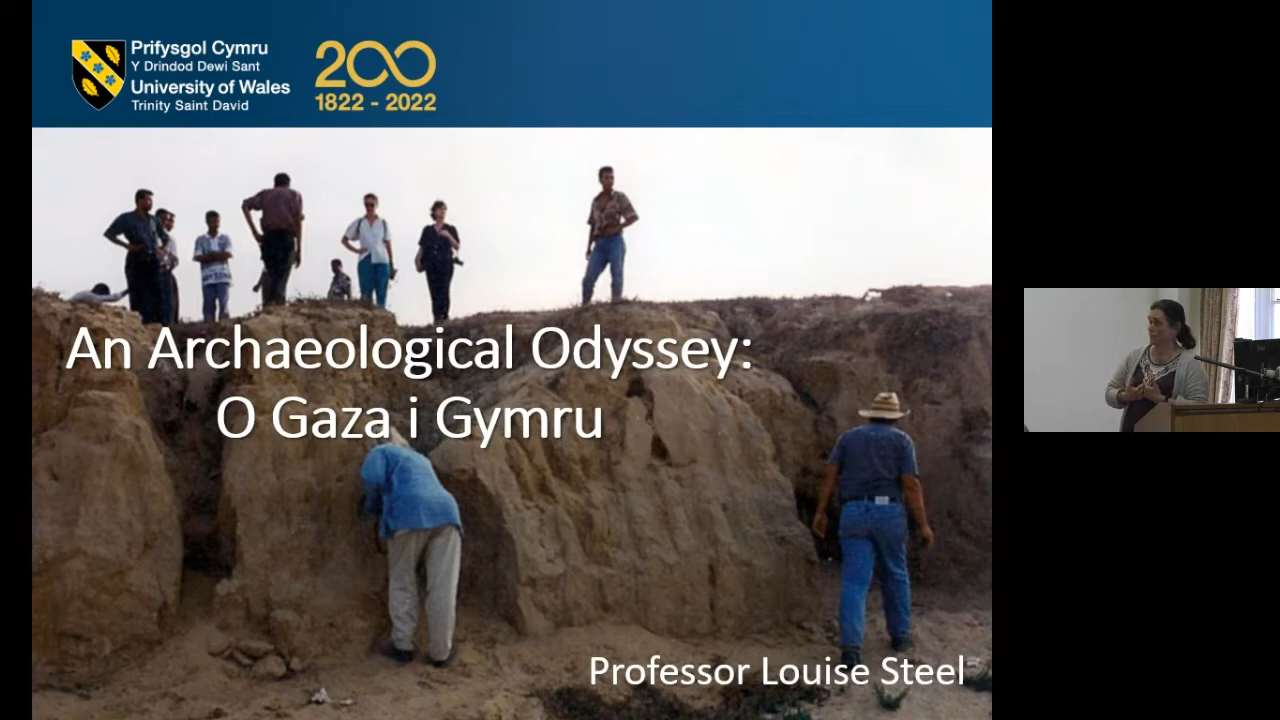 Prifysgol Cymru
Y Drindod Dewi Sant
University of Wales
Trinity Saint David
200
1822 - 2022
An Archaeological Odyssey:
O Gaza i Gymru
Professor Louise Steel